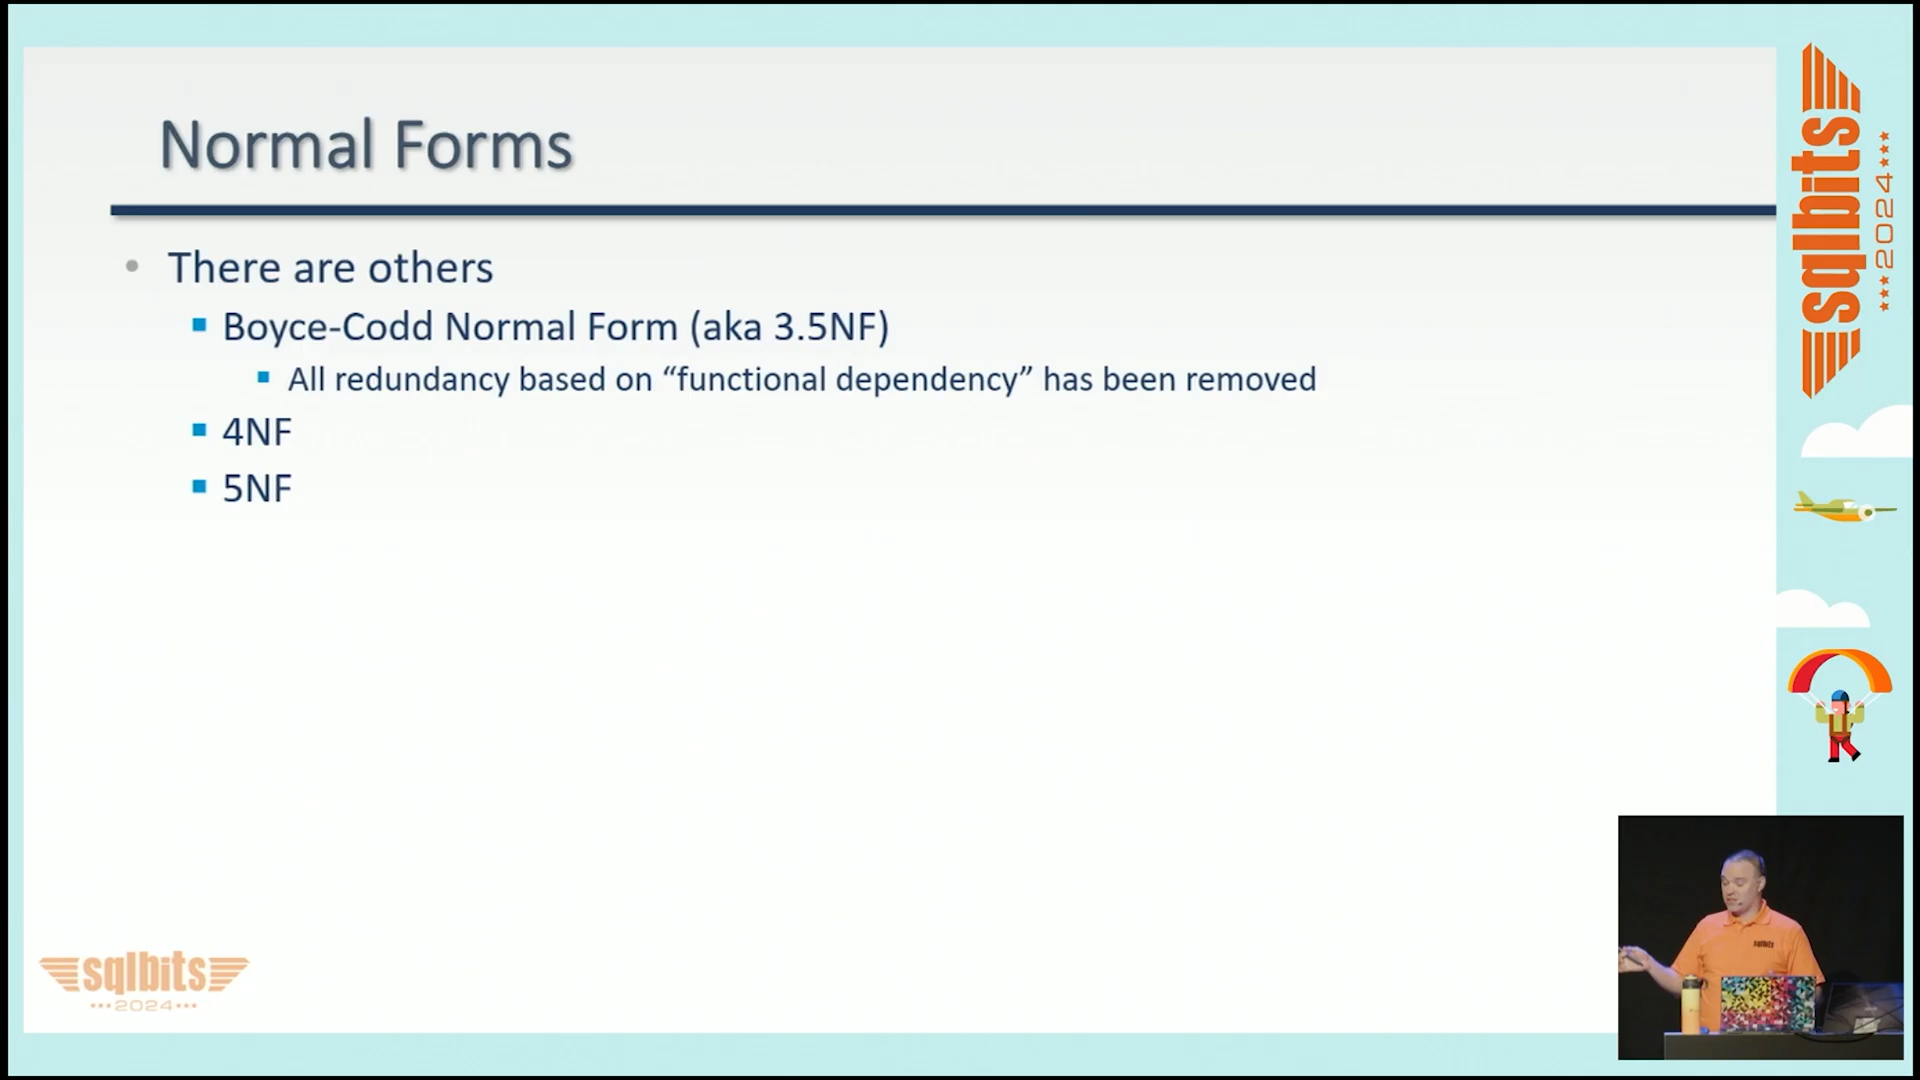 Normal Forms
• There are others
▪ Boyce-Codd Normal Form (aka 3.5NF)
▪ All redundancy based on “functional dependency” has been removed
▪ 4NF
▪ 5NF
sqlbits
2024
sqlbits
2024
sqlbits